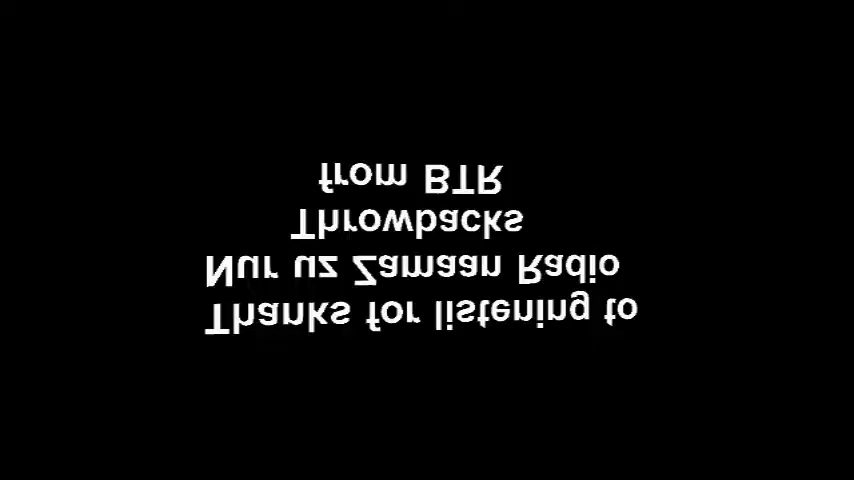 Thanks for listening to
Nur uz Zamaan Radio
Throwbacks
from BTR